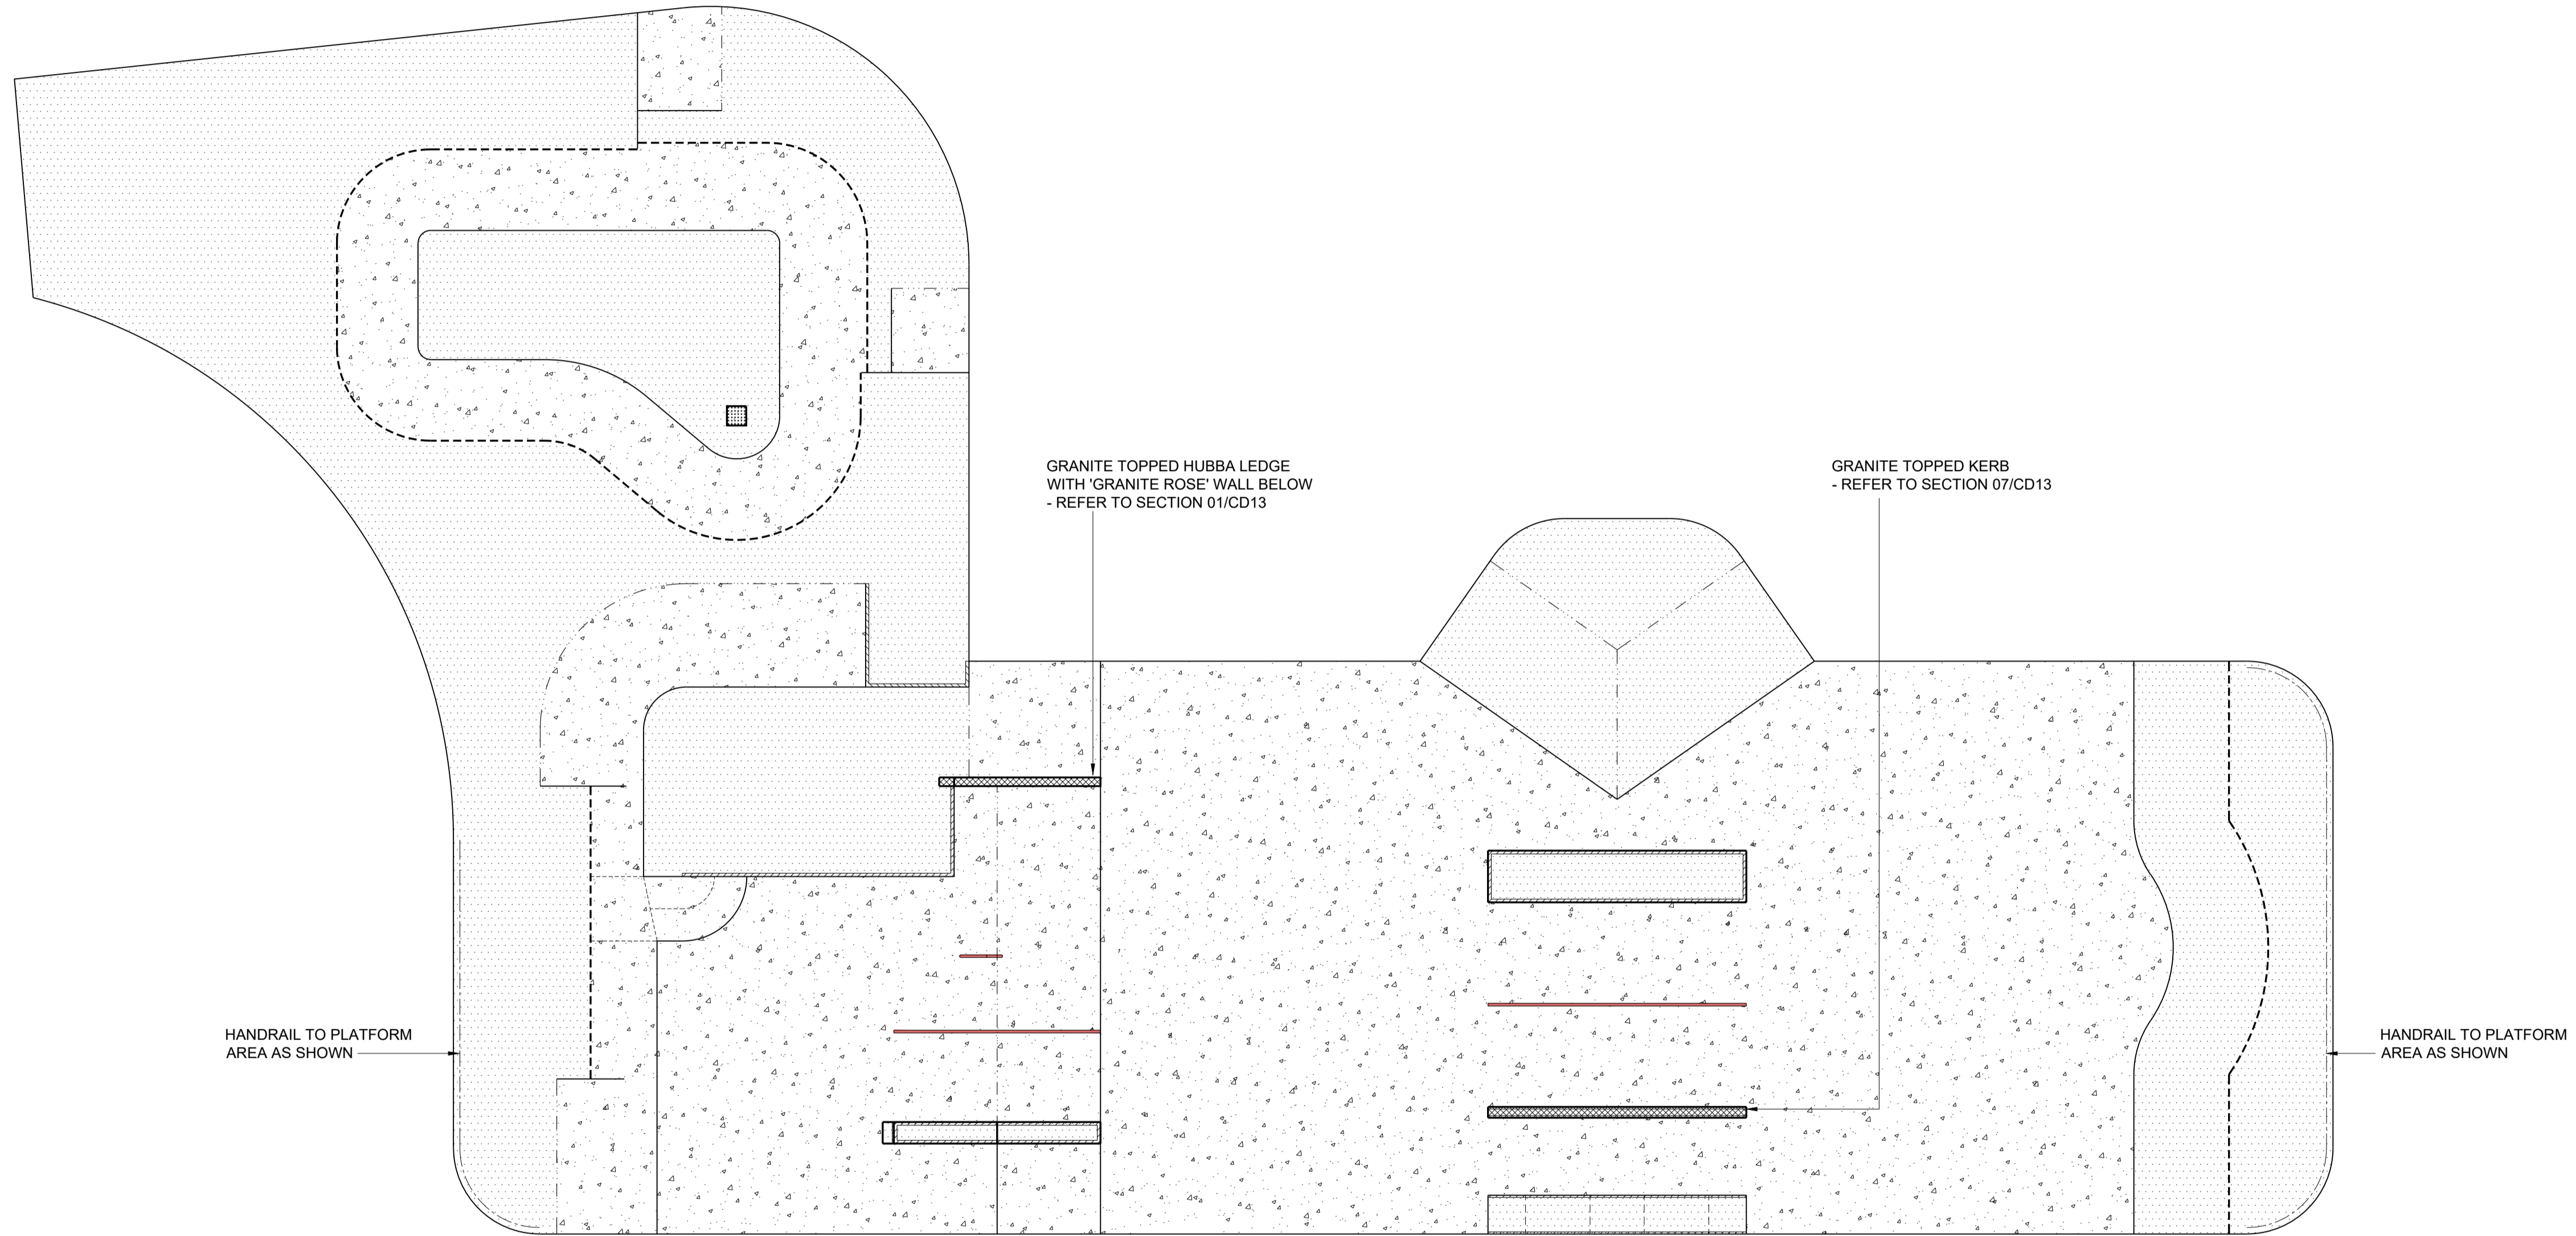 GRANITE TOPPED HUBBA LEDGE
WITH 'GRANITE ROSE' WALL BELOW
- REFER TO SECTION 01/CD13
GRANITE TOPPED KERB
- REFER TO SECTION 07/CD13
HANDRAIL TO PLATFORM
AREA AS SHOWN
HANDRAIL TO PLATFORM
AREA AS SHOWN